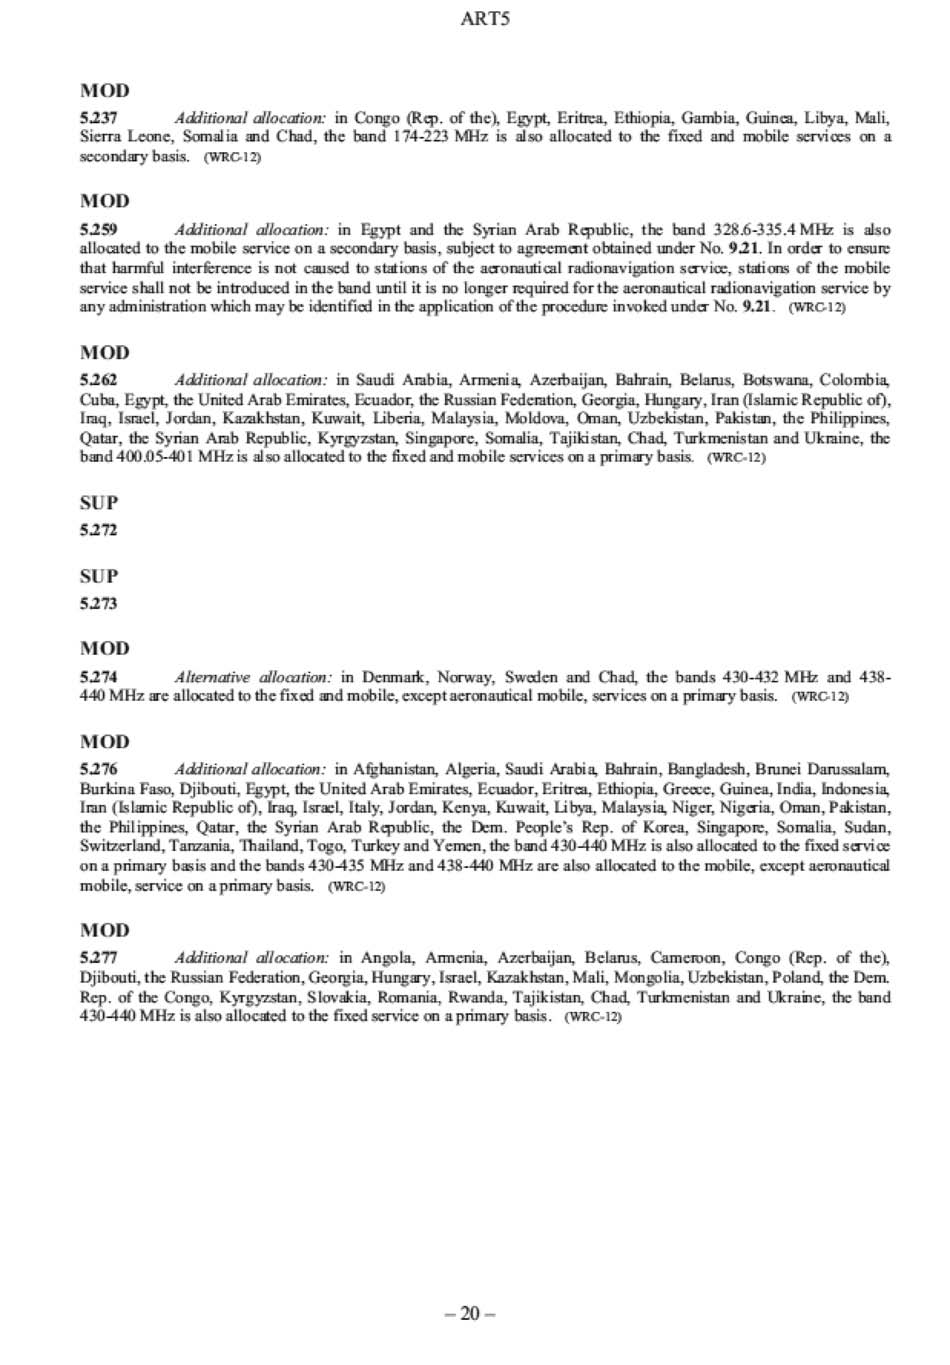 ART5
MOD
5.237 Additional allocation: in Congo (Rep. of the), Egypt, Eritrea, Ethiopia, Gambia, Guinea, Libya, Mali,
Sierra Leone, Somalia and Chad, the band 174-223 MHz is also allocated to the fixed and mobile services on a
secondary basis. (WRC-12)
MOD
5.259 Additional allocation: in Egypt and the Syrian Arab Republic, the band 328.6-335.4 MHz is also
allocated to the mobile service on a secondary basis, subject to agreement obtained under No. 9.21. In order to ensure
that harmful interference is not caused to stations of the aeronautical radionavigation service, stations of the mobile
service shall not be introduced in the band until it is no longer required for the aeronautical radionavigation service by
any administration which may be identified in the application of the procedure invoked under No. 9.21. (WRC-12)
MOD
5.262 Additional allocation: in Saudi Arabia, Armenia, Azerbaijan, Bahrain, Belarus, Botswana, Colombia,
Cuba, Egypt, the United Arab Emirates, Ecuador, the Russian Federation, Georgia, Hungary, Iran (Islamic Republic of),
Iraq, Israel, Jordan, Kazakhstan, Kuwait, Liberia, Malaysia, Moldova, Oman, Uzbekistan, Pakistan, the Philippines,
Qatar, the Syrian Arab Republic, Kyrgyzstan, Singapore, Somalia, Tajikistan, Chad, Turkmenistan and Ukraine, the
band 400.05-401 MHz is also allocated to the fixed and mobile services on a primary basis. (WRC-12)
SUP
5.272
SUP
5.273
MOD
5.274 Alternative allocation: in Denmark, Norway, Sweden and Chad, the bands 430-432 MHz and 438-
440 MHz are allocated to the fixed and mobile, except aeronautical mobile, services on a primary basis. (WRC-12)
MOD
5.276 Additional allocation: in Afghanistan, Algeria, Saudi Arabia, Bahrain, Bangladesh, Brunei Darussalam,
Burkina Faso, Djibouti, Egypt, the United Arab Emirates, Ecuador, Eritrea, Ethiopia, Greece, Guinea, India, Indonesia,
Iran (Islamic Republic of), Iraq, Israel, Italy, Jordan, Kenya, Kuwait, Libya, Malaysia, Niger, Nigeria, Oman, Pakistan,
the Philippines, Qatar, the Syrian Arab Republic, the Dem. People's Rep. of Korea, Singapore, Somalia, Sudan,
Switzerland, Tanzania, Thailand, Togo, Turkey and Yemen, the band 430-440 MHz is also allocated to the fixed service
on a primary basis and the bands 430-435 MHz and 438-440 MHz are also allocated to the mobile, except aeronautical
mobile, service on a primary basis. (WRC-12)
MOD
5.277 Additional allocation: in Angola, Armenia, Azerbaijan, Belarus, Cameroon, Congo (Rep. of the),
Djibouti, the Russian Federation, Georgia, Hungary, Israel, Kazakhstan, Mali, Mongolia, Uzbekistan, Poland, the Dem.
Rep. of the Congo, Kyrgyzstan, Slovakia, Romania, Rwanda, Tajikistan, Chad, Turkmenistan and Ukraine, the band
430-440 MHz is also allocated to the fixed service on a primary basis. (WRC-12)
– 20 –